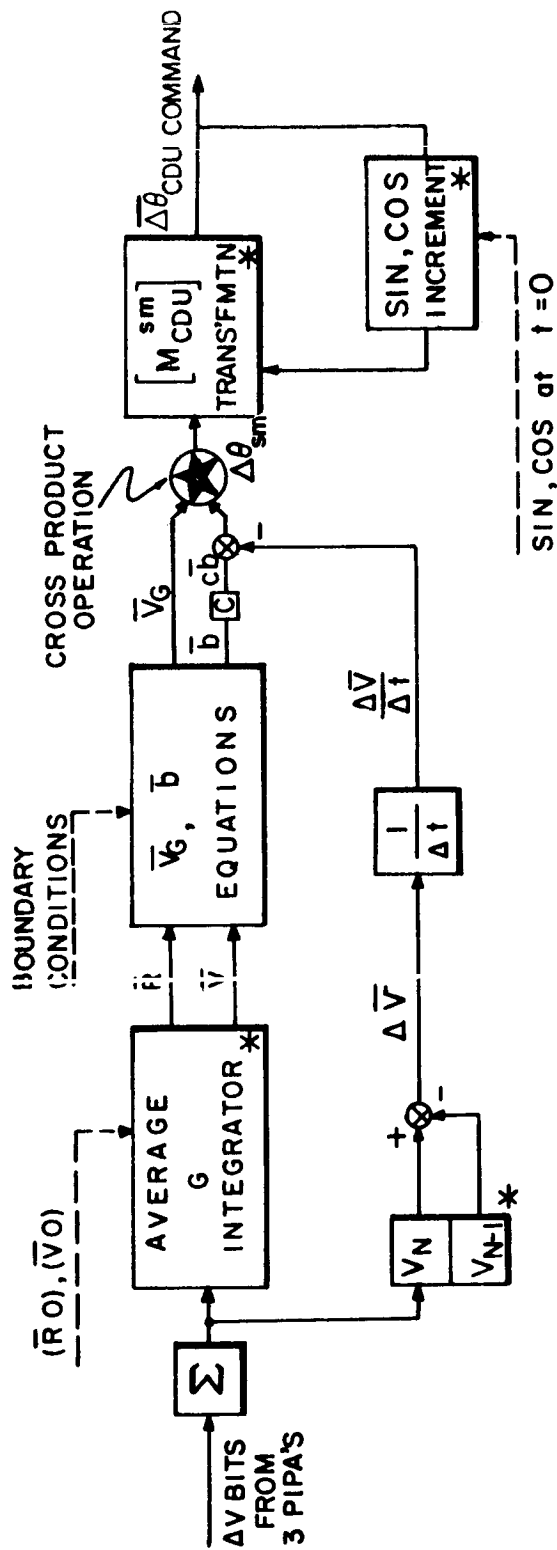 ΔV BITS
FROM
3 PIPA'S
Σ
(R̅O),(V̅O)
AVERAGE
G
INTEGRATOR
*
R̅
V̅
BOUNDARY
CONDITIONS
V̅G, b̅
EQUATIONS
V̅G
b̅
C
cb̅
-
CROSS PRODUCT
OPERATION
Δθsm
[M sm CDU]
TRANS'FMTN
*
Δ̅θ̅CDU COMMAND
SIN, COS
INCREMENT
*
SIN, COS at t=0
VN
VN-1
*
+
-
ΔV̅
1
Δt
ΔV̅
Δt